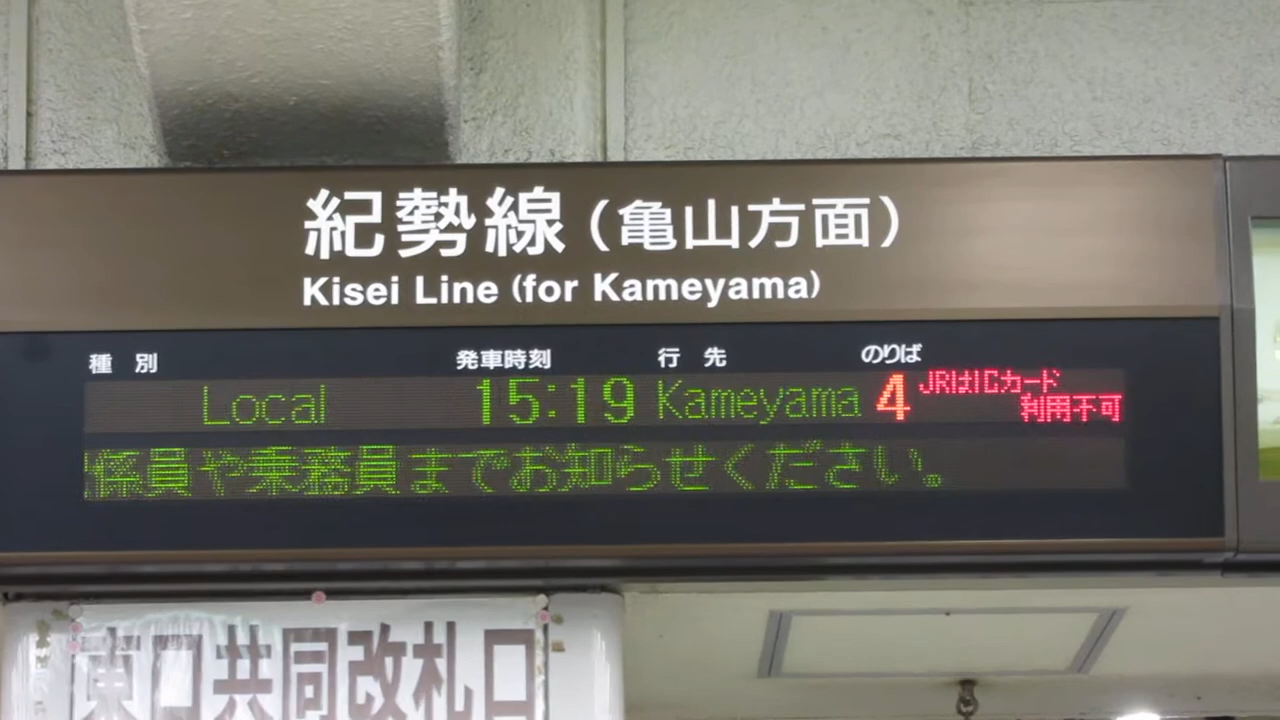 紀勢線（亀山方面）
Kisei Line (for Kameyama)
種 別 発車時刻 行 先 のりば
Local 15:19 Kameyama 4 JRはICカード
利用不可
係員や乗務員までお知らせください。
東口共同改札口